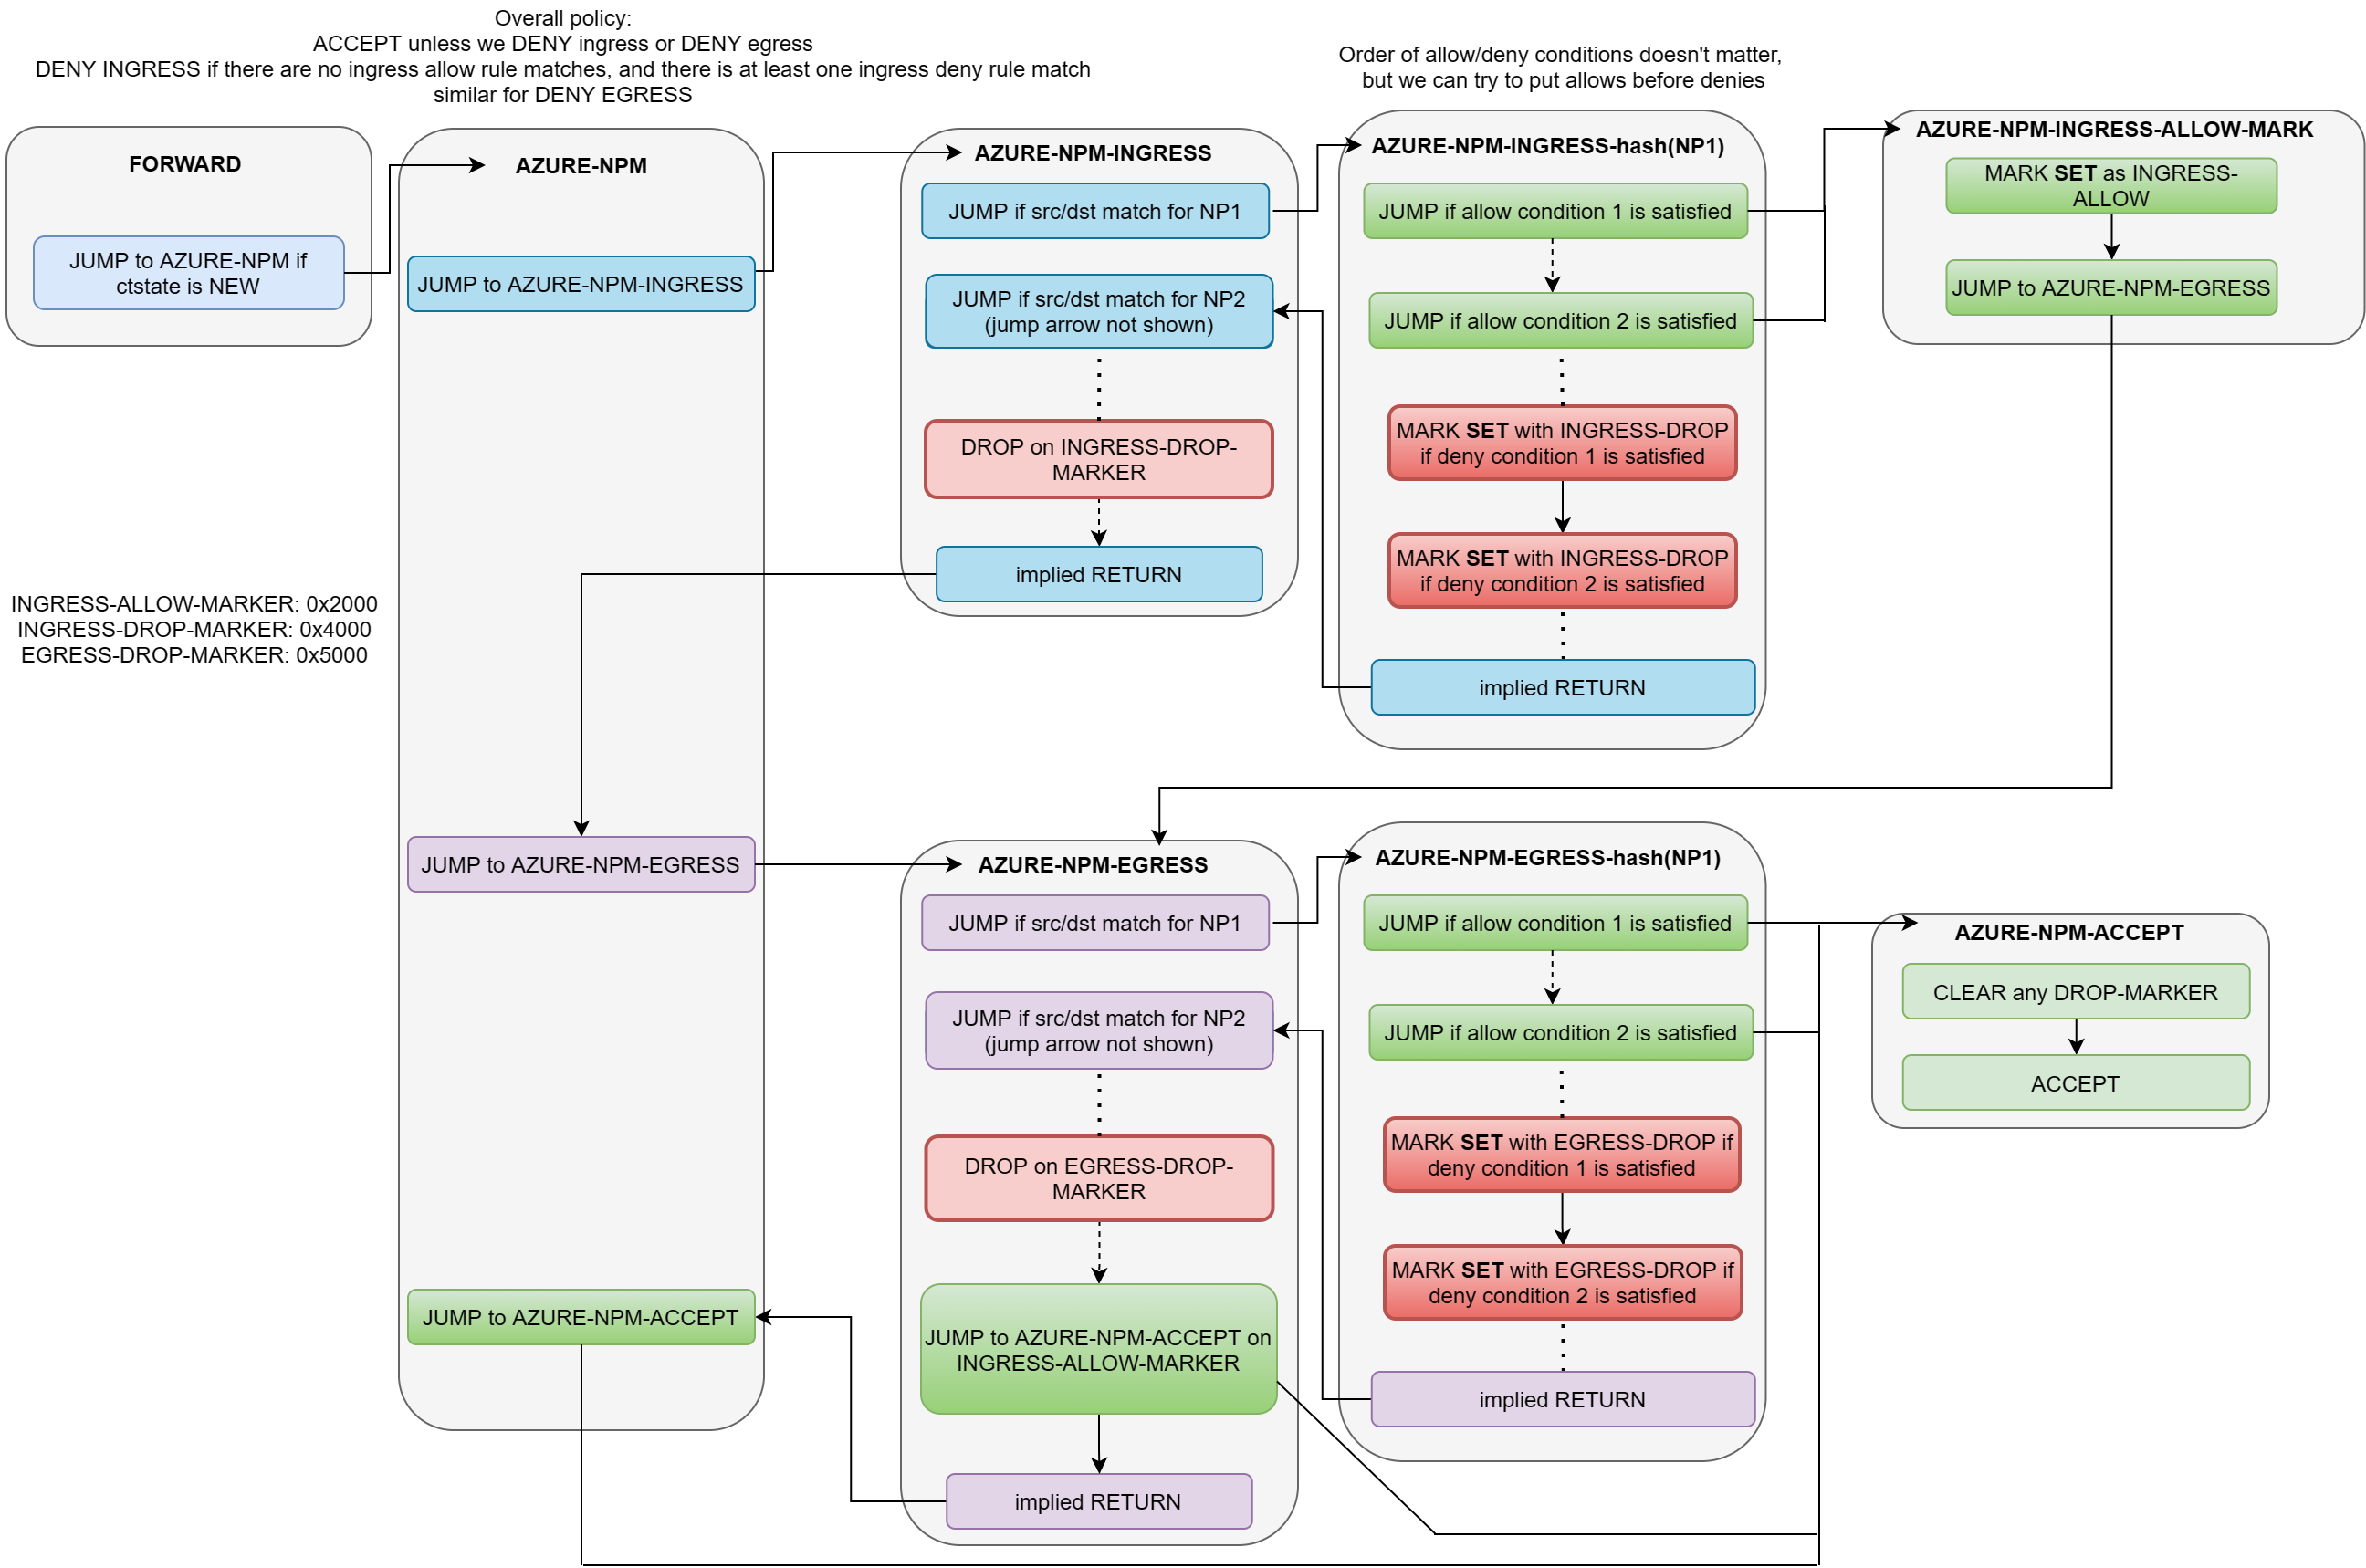 Overall policy:
ACCEPT unless we DENY ingress or DENY egress
DENY INGRESS if there are no ingress allow rule matches, and there is at least one ingress deny rule match
similar for DENY EGRESS
Order of allow/deny conditions doesn't matter,
but we can try to put allows before denies
FORWARD
JUMP to AZURE-NPM if
ctstate is NEW
INGRESS-ALLOW-MARKER: 0x2000
INGRESS-DROP-MARKER: 0x4000
EGRESS-DROP-MARKER: 0x5000
AZURE-NPM
JUMP to AZURE-NPM-INGRESS
JUMP to AZURE-NPM-EGRESS
JUMP to AZURE-NPM-ACCEPT
AZURE-NPM-INGRESS
JUMP if src/dst match for NP1
JUMP if src/dst match for NP2
(jump arrow not shown)
DROP on INGRESS-DROP-
MARKER
implied RETURN
AZURE-NPM-INGRESS-hash(NP1)
JUMP if allow condition 1 is satisfied
JUMP if allow condition 2 is satisfied
MARK SET with INGRESS-DROP
if deny condition 1 is satisfied
MARK SET with INGRESS-DROP
if deny condition 2 is satisfied
implied RETURN
AZURE-NPM-INGRESS-ALLOW-MARK
MARK SET as INGRESS-
ALLOW
JUMP to AZURE-NPM-EGRESS
AZURE-NPM-EGRESS
JUMP if src/dst match for NP1
JUMP if src/dst match for NP2
(jump arrow not shown)
DROP on EGRESS-DROP-
MARKER
JUMP to AZURE-NPM-ACCEPT on
INGRESS-ALLOW-MARKER
implied RETURN
AZURE-NPM-EGRESS-hash(NP1)
JUMP if allow condition 1 is satisfied
JUMP if allow condition 2 is satisfied
MARK SET with EGRESS-DROP if
deny condition 1 is satisfied
MARK SET with EGRESS-DROP if
deny condition 2 is satisfied
implied RETURN
AZURE-NPM-ACCEPT
CLEAR any DROP-MARKER
ACCEPT